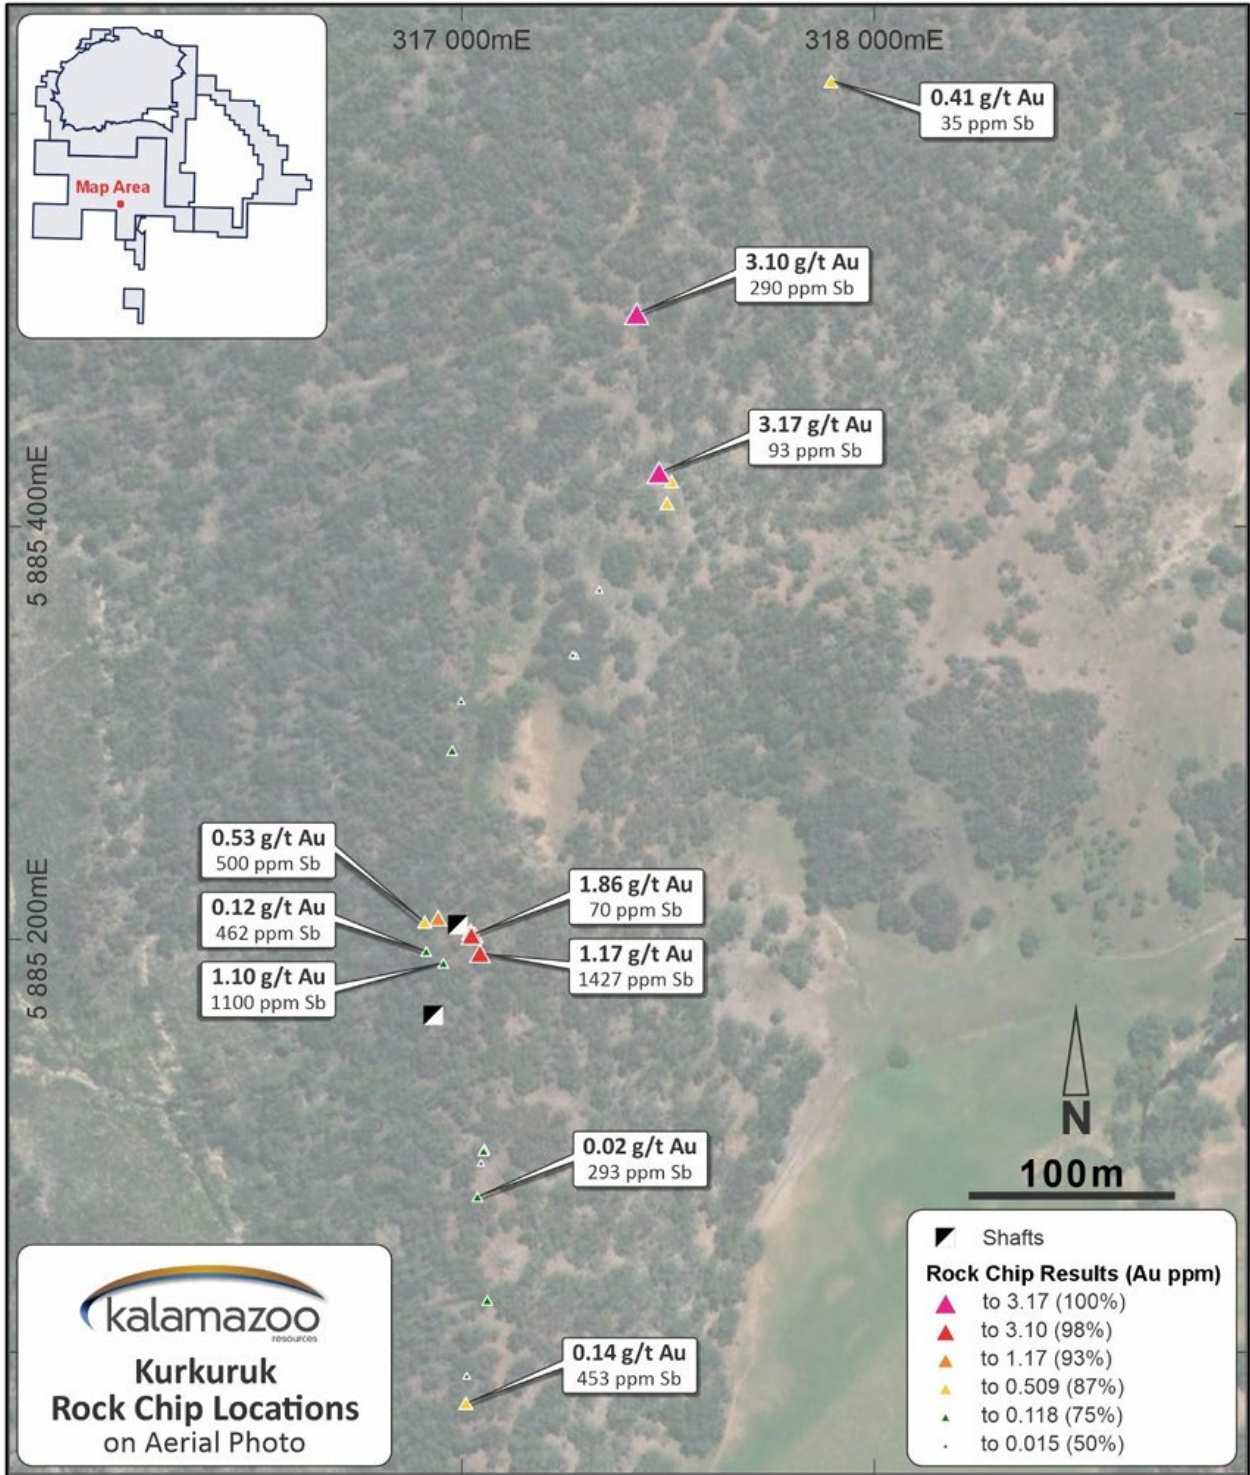 317 000mE
318 000mE
Map Area
0.41 g/t Au
35 ppm Sb
3.10 g/t Au
290 ppm Sb
3.17 g/t Au
93 ppm Sb
5 885 400mE
0.53 g/t Au
500 ppm Sb
0.12 g/t Au
462 ppm Sb
1.10 g/t Au
1100 ppm Sb
1.86 g/t Au
70 ppm Sb
1.17 g/t Au
1427 ppm Sb
5 885 200mE
0.02 g/t Au
293 ppm Sb
0.14 g/t Au
453 ppm Sb
N
100m
kalamazoo
resources
Kurkuruk
Rock Chip Locations
on Aerial Photo
Shafts
Rock Chip Results (Au ppm)
to 3.17 (100%)
to 3.10 (98%)
to 1.17 (93%)
to 0.509 (87%)
to 0.118 (75%)
to 0.015 (50%)